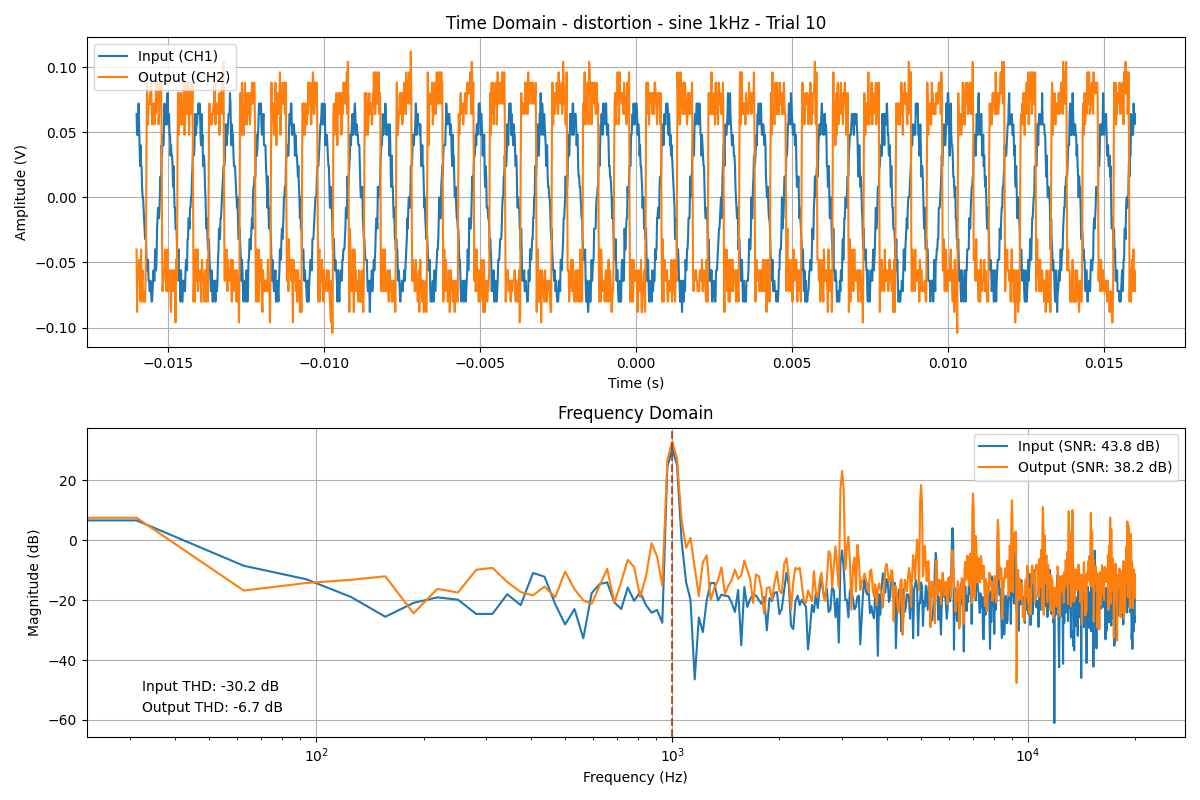 Time Domain - distortion - sine 1kHz - Trial 10
Input (CH1)
Output (CH2)
0.10
0.05
0.00
−0.05
−0.10
Amplitude (V)
−0.015
−0.010
−0.005
0.000
0.005
0.010
0.015
Time (s)
Frequency Domain
Input (SNR: 43.8 dB)
Output (SNR: 38.2 dB)
20
0
−20
−40
−60
Magnitude (dB)
Input THD: -30.2 dB
Output THD: -6.7 dB
10²
10³
10⁴
Frequency (Hz)